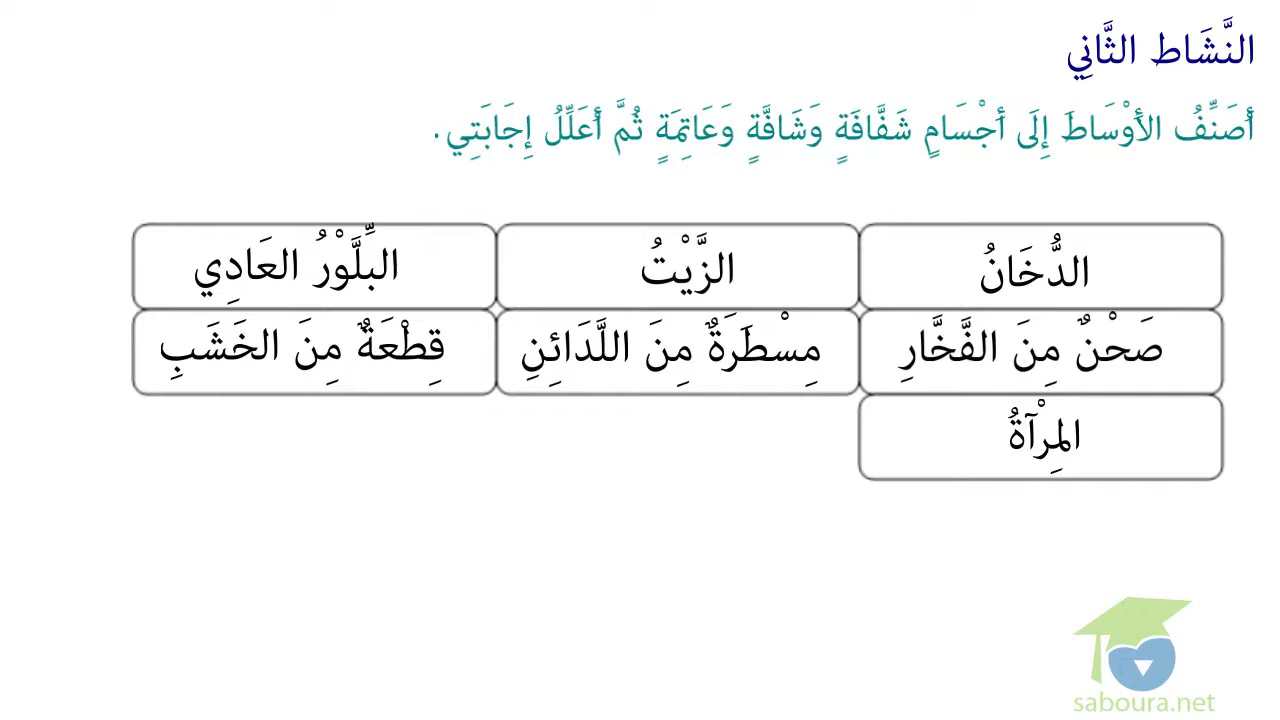 النَّشَاط الثَّانِي
أُصَنِّفُ الأَوْسَاطَ إِلَى أَجْسَامٍ شَفَّافَةٍ وَشَافَّةٍ وَعَاتِمَةٍ ثُمَّ أُعَلِّلُ إِجَابَتِي.
الدُّخَانُ الزَّيْتُ البِّلَّوْرُ العَادِي
صَحْنٌ مِنَ الفَّخَّارِ مِسْطَرَةٌ مِنَ اللَّدَائِنِ قِطْعَةٌ مِنَ الخَشَبِ
المِرْآةُ
saboura.net